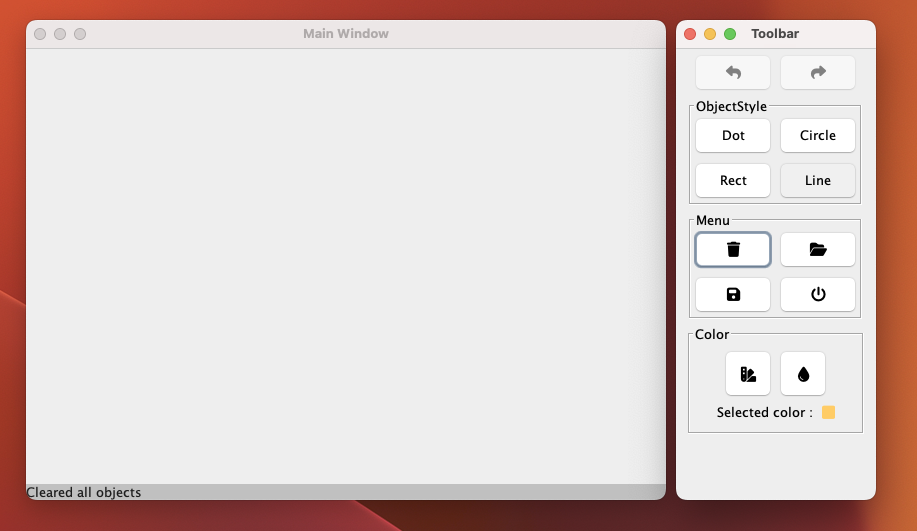 Main Window
Toolbar
ObjectStyle
Dot
Circle
Rect
Line
Menu
Color
Selected color :
Cleared all objects